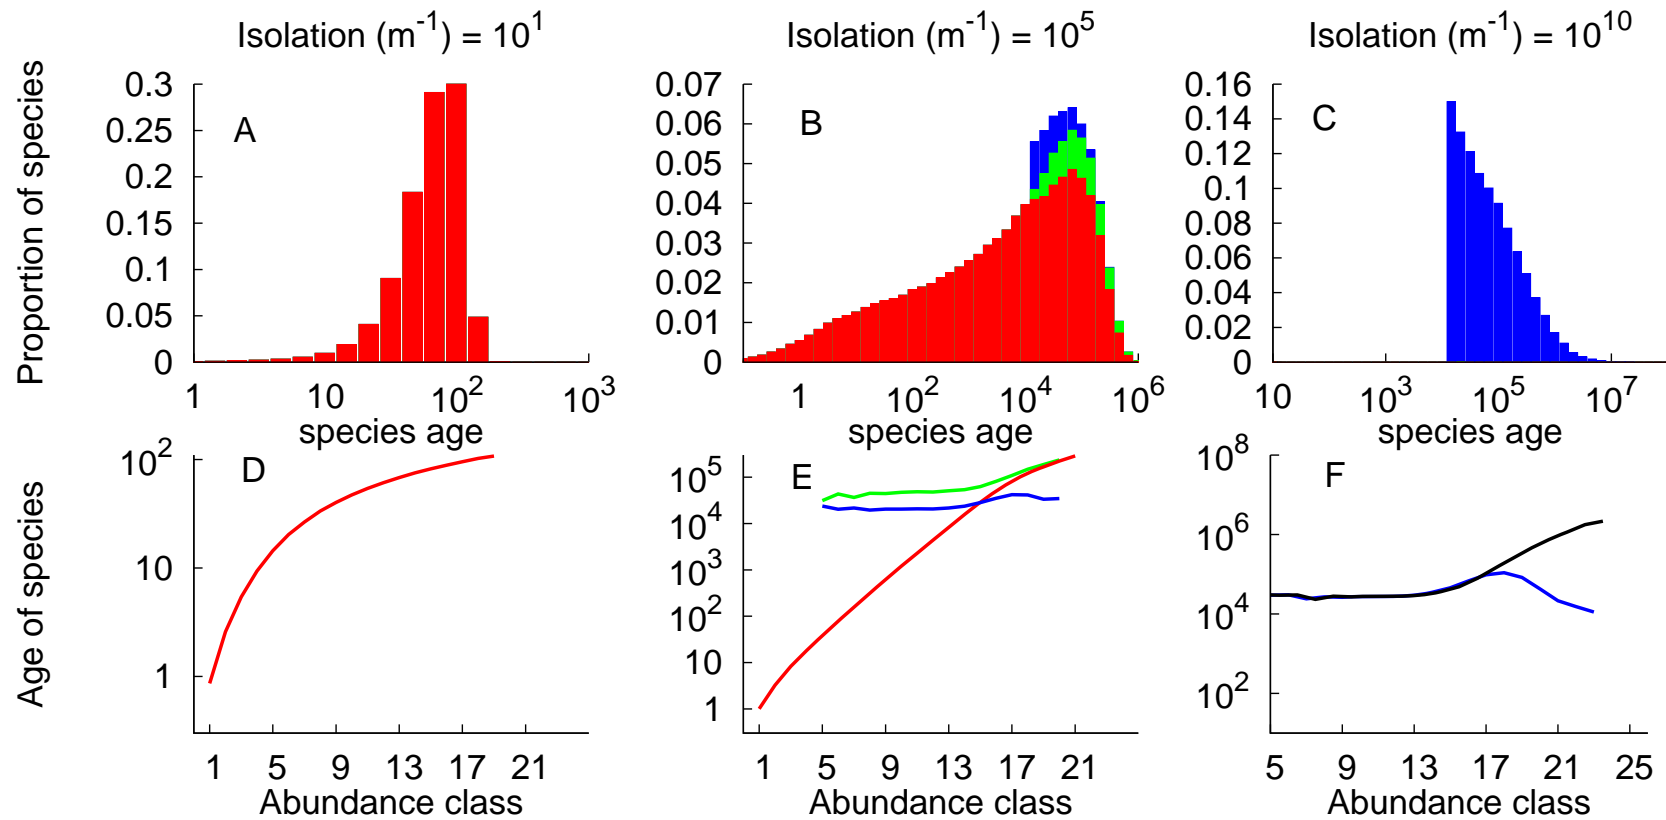 Isolation (m⁻¹) = 10¹
Isolation (m⁻¹) = 10⁵
Isolation (m⁻¹) = 10¹⁰
Proportion of species
0.3
0.25
0.2
0.15
0.1
0.05
0
A
1 10 10² 10³
species age
0.07
0.06
0.05
0.04
0.03
0.02
0.01
0
B
1 10² 10⁴ 10⁶
species age
0.16
0.14
0.12
0.1
0.08
0.06
0.04
0.02
0
C
10 10³ 10⁵ 10⁷
species age
Age of species
10²
10
1
D
1 5 9 13 17 21
Abundance class
10⁵
10⁴
10³
10²
10
1
E
1 5 9 13 17 21
Abundance class
10⁸
10⁶
10⁴
10²
F
5 9 13 17 21 25
Abundance class